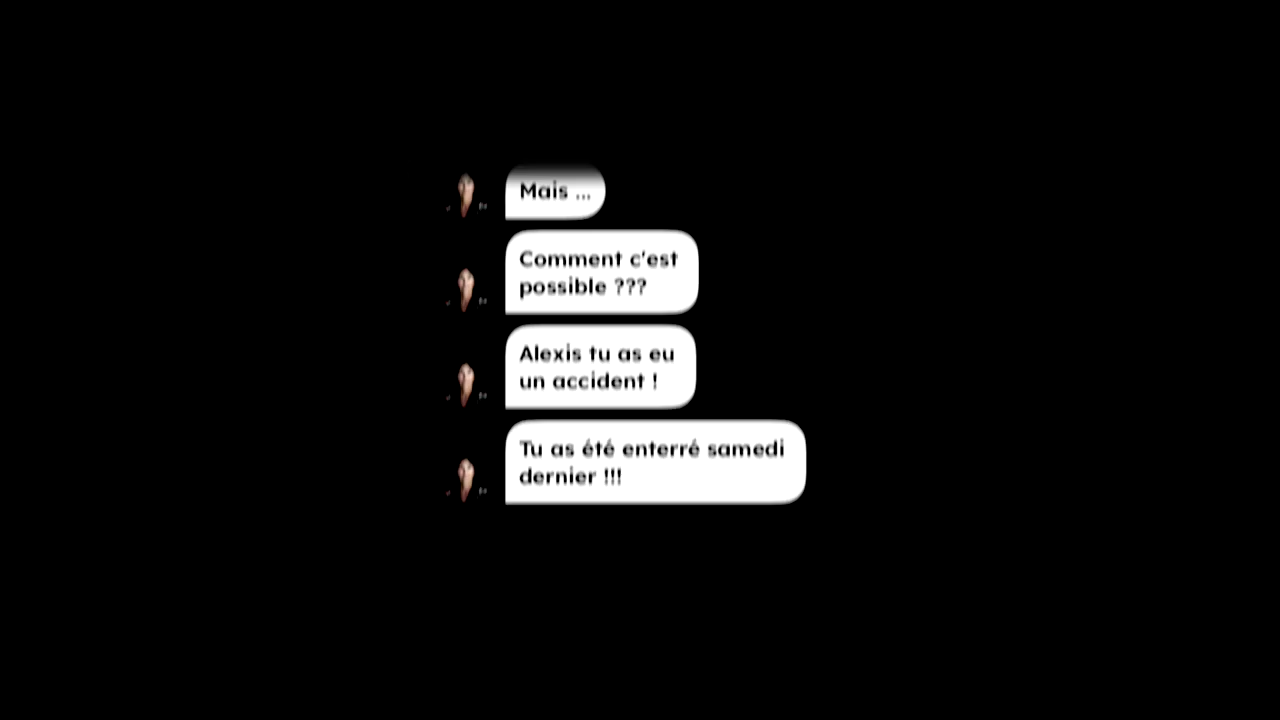 Mais ...
Comment c'est
possible ???
Alexis tu as eu
un accident !
Tu as été enterré samedi
dernier !!!